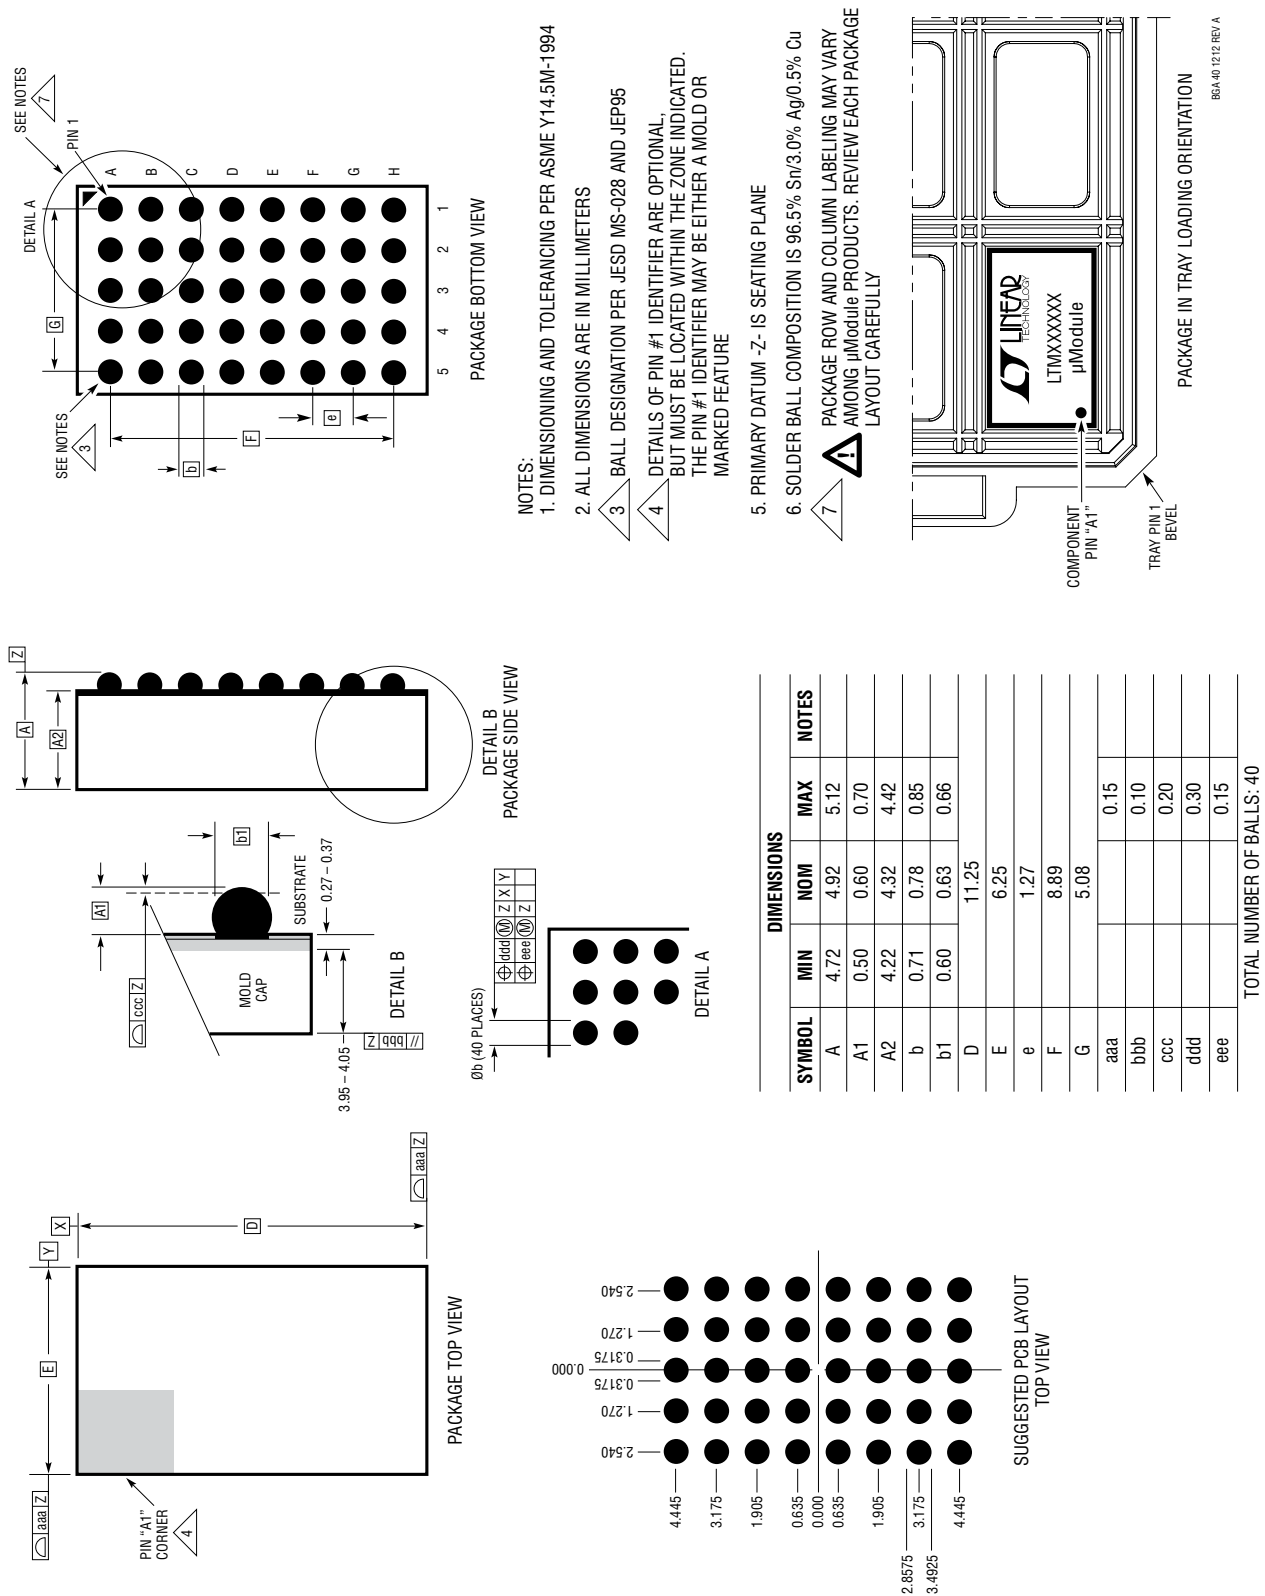 aaa Z
E
Y
X
D
aaa Z
PIN “A1”
CORNER
4
PACKAGE TOP VIEW
A
A2
Z
DETAIL B
PACKAGE SIDE VIEW
ccc Z
A1
b1
MOLD
CAP
SUBSTRATE
0.27 – 0.37
3.95 – 4.05
// bbb Z
DETAIL B
Øb (40 PLACES)
ddd M Z X Y
eee M Z
DETAIL A
SEE NOTES
7
DETAIL A
PIN 1
G
SEE NOTES
3
F
b
e
A
B
C
D
E
F
G
H
5
4
3
2
1
PACKAGE BOTTOM VIEW
2.540
1.270
0.3175
0.000
0.3175
1.270
2.540
4.445
3.175
1.905
0.635
0.000
0.635
1.905
2.8575
3.175
3.4925
4.445
SUGGESTED PCB LAYOUT
TOP VIEW
DIMENSIONS
SYMBOL MIN NOM MAX NOTES
A 4.72 4.92 5.12
A1 0.50 0.60 0.70
A2 4.22 4.32 4.42
b 0.71 0.78 0.85
b1 0.60 0.63 0.66
D 11.25
E 6.25
e 1.27
F 8.89
G 5.08
aaa 0.15
bbb 0.10
ccc 0.20
ddd 0.30
eee 0.15
TOTAL NUMBER OF BALLS: 40
NOTES:
1. DIMENSIONING AND TOLERANCING PER ASME Y14.5M-1994
2. ALL DIMENSIONS ARE IN MILLIMETERS
3 BALL DESIGNATION PER JESD MS-028 AND JEP95
4 DETAILS OF PIN #1 IDENTIFIER ARE OPTIONAL,
BUT MUST BE LOCATED WITHIN THE ZONE INDICATED.
THE PIN #1 IDENTIFIER MAY BE EITHER A MOLD OR
MARKED FEATURE
5. PRIMARY DATUM -Z- IS SEATING PLANE
6. SOLDER BALL COMPOSITION IS 96.5% Sn/3.0% Ag/0.5% Cu
7 ! PACKAGE ROW AND COLUMN LABELING MAY VARY
AMONG µModule PRODUCTS. REVIEW EACH PACKAGE
LAYOUT CAREFULLY
LINEAR
TECHNOLOGY
LTMXXXXXX
µModule
COMPONENT
PIN “A1”
TRAY PIN 1
BEVEL
PACKAGE IN TRAY LOADING ORIENTATION
BGA 40 1212 REV A